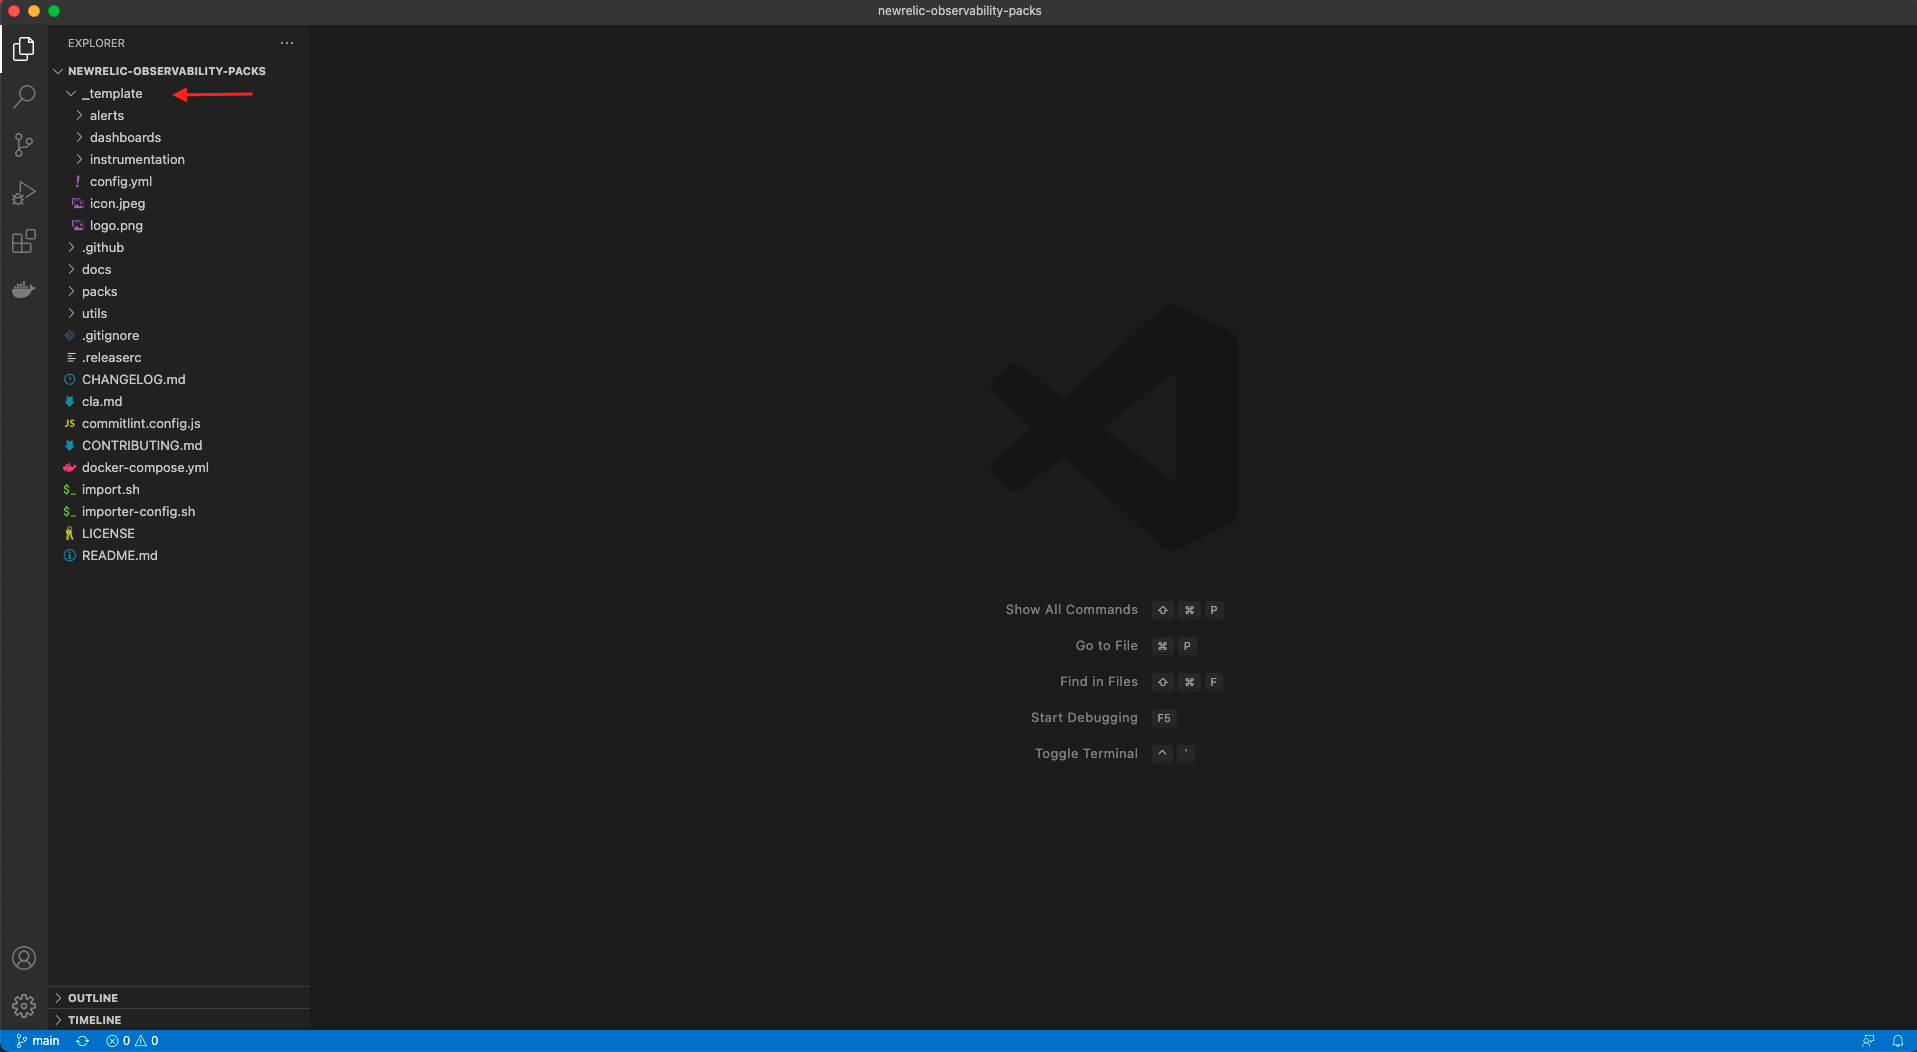 newrelic-observability-packs
EXPLORER
NEWRELIC-OBSERVABILITY-PACKS
_template
alerts
dashboards
instrumentation
! config.yml
icon.jpeg
logo.png
.github
docs
packs
utils
.gitignore
.releaserc
CHANGELOG.md
cla.md
JS commitlint.config.js
CONTRIBUTING.md
docker-compose.yml
$_ import.sh
$_ importer-config.sh
LICENSE
README.md
Show All Commands ⇧ ⌘ P
Go to File ⌘ P
Find in Files ⇧ ⌘ F
Start Debugging F5
Toggle Terminal ^ `
OUTLINE
TIMELINE
main 0 0